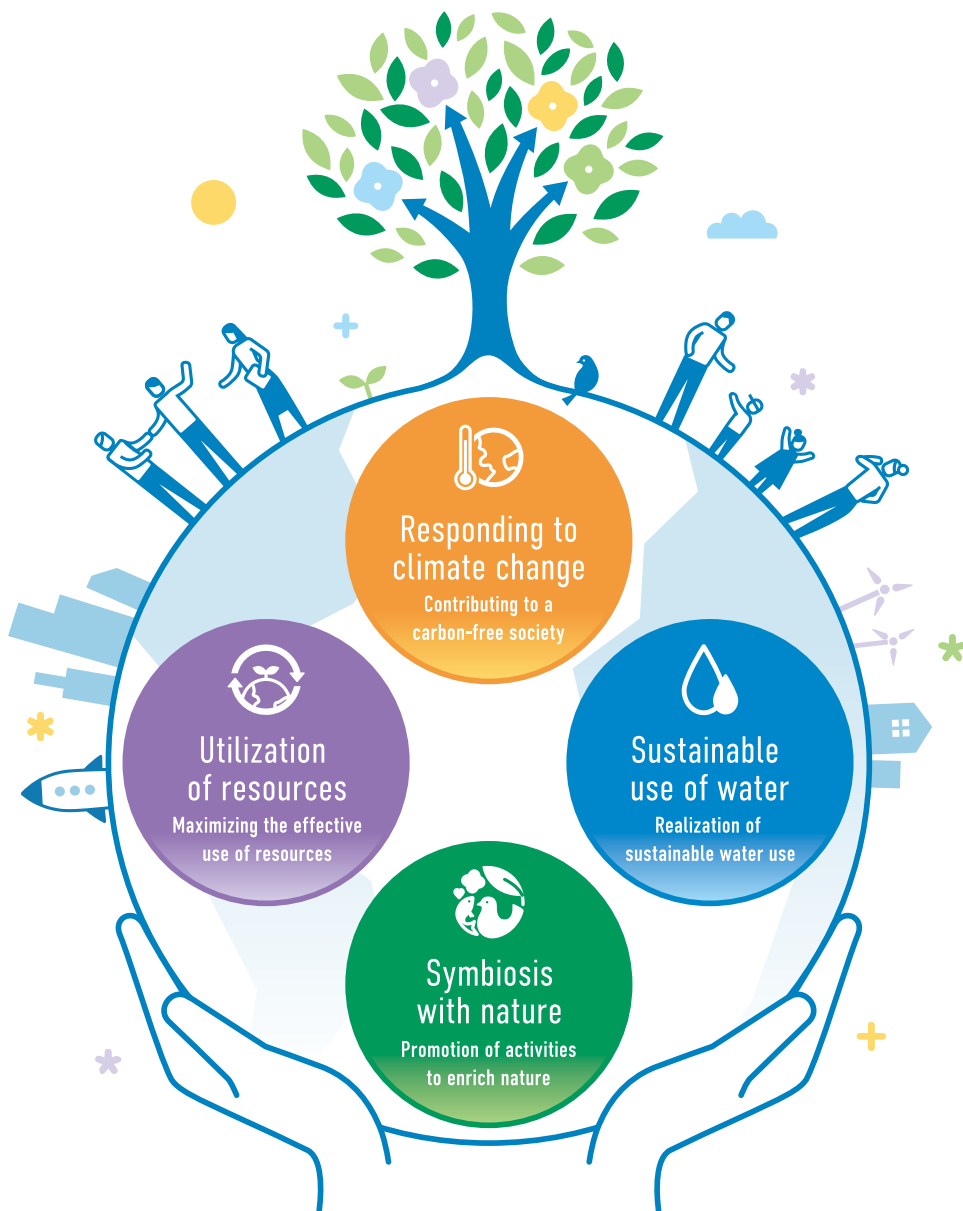 Responding to
climate change
Contributing to a
carbon-free society
Utilization
of resources
Maximizing the effective
use of resources
Sustainable
use of water
Realization of
sustainable water use
Symbiosis
with nature
Promotion of activities
to enrich nature